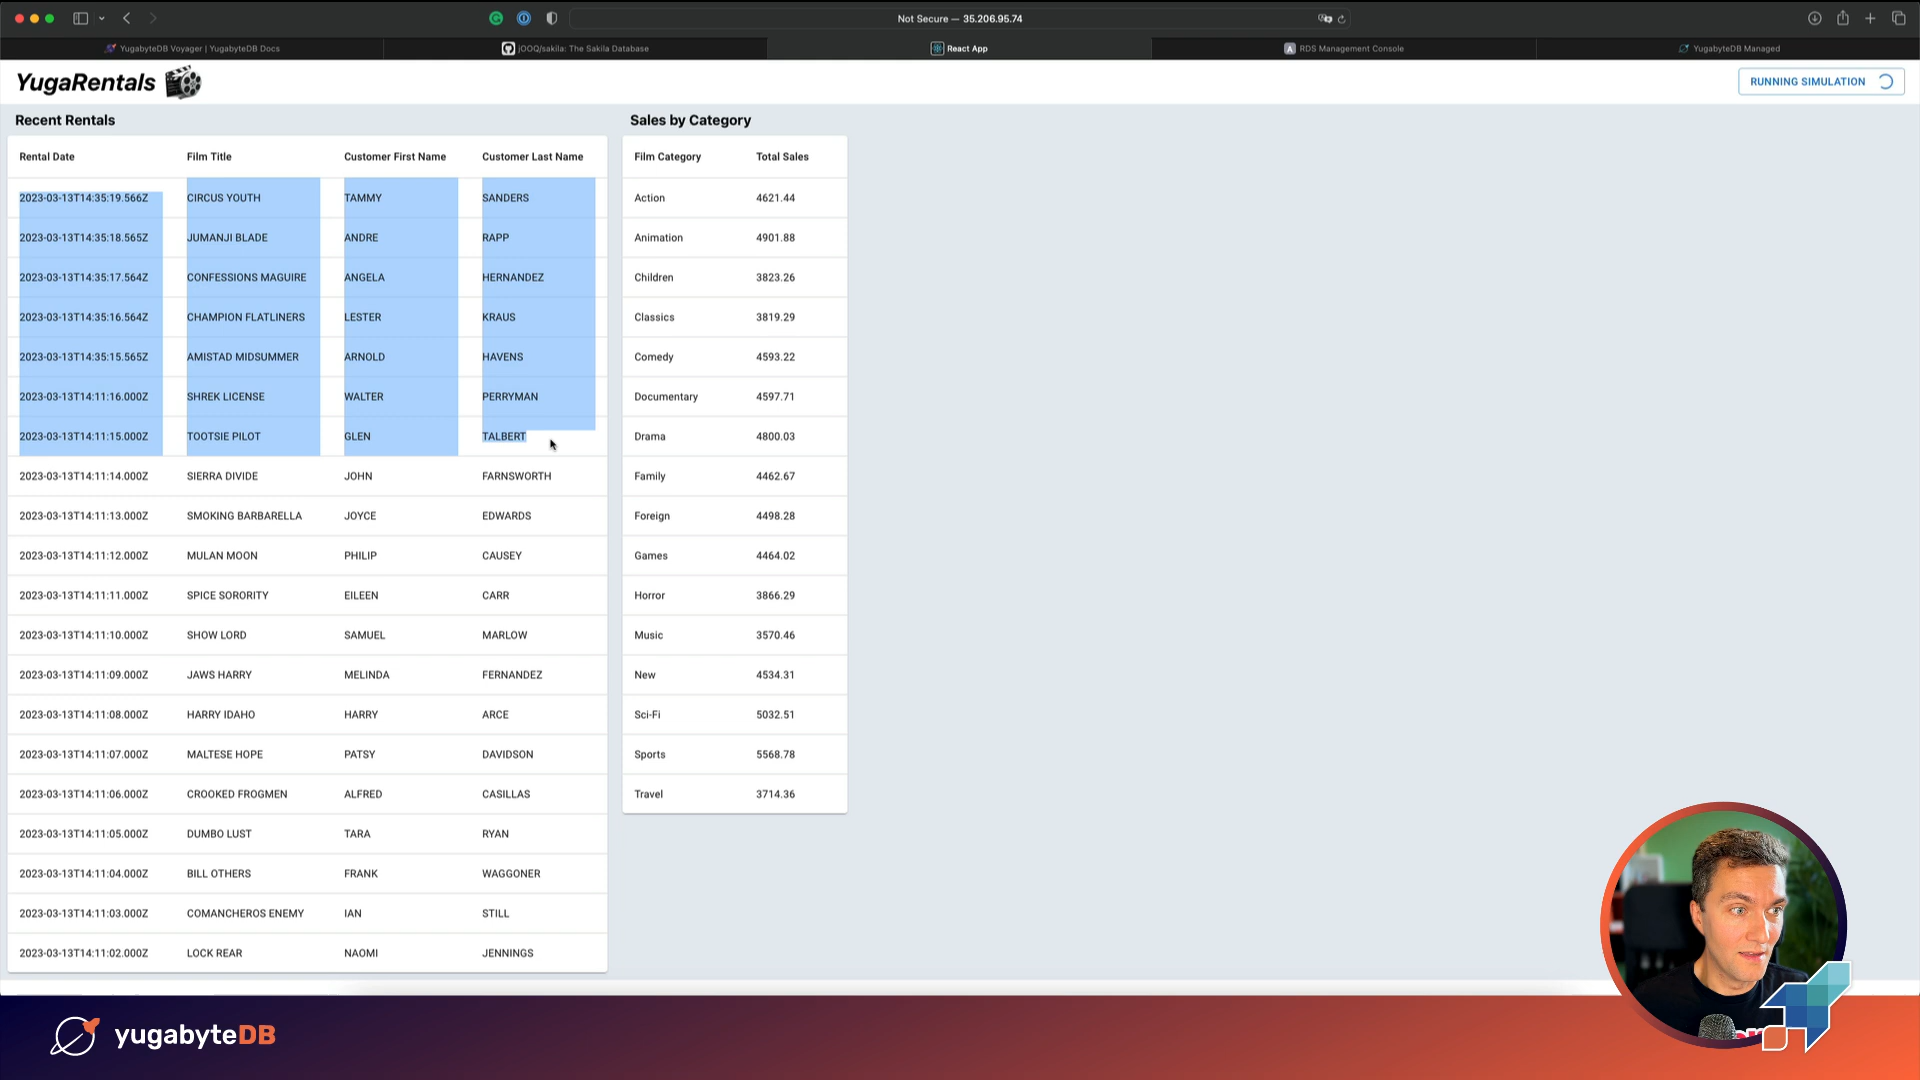 Not Secure — 35.206.95.74
YugabyteDB Voyager | YugabyteDB Docs
jOOQ/sakila: The Sakila Database
React App
RDS Management Console
YugabyteDB Managed
YugaRentals
RUNNING SIMULATION
Recent Rentals
Rental Date Film Title Customer First Name Customer Last Name
2023-03-13T14:35:19.566Z CIRCUS YOUTH TAMMY SANDERS
2023-03-13T14:35:18.565Z JUMANJI BLADE ANDRE RAPP
2023-03-13T14:35:17.564Z CONFESSIONS MAGUIRE ANGELA HERNANDEZ
2023-03-13T14:35:16.564Z CHAMPION FLATLINERS LESTER KRAUS
2023-03-13T14:35:15.565Z AMISTAD MIDSUMMER ARNOLD HAVENS
2023-03-13T14:11:16.000Z SHREK LICENSE WALTER PERRYMAN
2023-03-13T14:11:15.000Z TOOTSIE PILOT GLEN TALBERT
2023-03-13T14:11:14.000Z SIERRA DIVIDE JOHN FARNSWORTH
2023-03-13T14:11:13.000Z SMOKING BARBARELLA JOYCE EDWARDS
2023-03-13T14:11:12.000Z MULAN MOON PHILIP CAUSEY
2023-03-13T14:11:11.000Z SPICE SORORITY EILEEN CARR
2023-03-13T14:11:10.000Z SHOW LORD SAMUEL MARLOW
2023-03-13T14:11:09.000Z JAWS HARRY MELINDA FERNANDEZ
2023-03-13T14:11:08.000Z HARRY IDAHO HARRY ARCE
2023-03-13T14:11:07.000Z MALTESE HOPE PATSY DAVIDSON
2023-03-13T14:11:06.000Z CROOKED FROGMEN ALFRED CASILLAS
2023-03-13T14:11:05.000Z DUMBO LUST TARA RYAN
2023-03-13T14:11:04.000Z BILL OTHERS FRANK WAGGONER
2023-03-13T14:11:03.000Z COMANCHEROS ENEMY IAN STILL
2023-03-13T14:11:02.000Z LOCK REAR NAOMI JENNINGS
Sales by Category
Film Category Total Sales
Action 4621.44
Animation 4901.88
Children 3823.26
Classics 3819.29
Comedy 4593.22
Documentary 4597.71
Drama 4800.03
Family 4462.67
Foreign 4498.28
Games 4464.02
Horror 3866.29
Music 3570.46
New 4534.31
Sci-Fi 5032.51
Sports 5568.78
Travel 3714.36
yugabyteDB